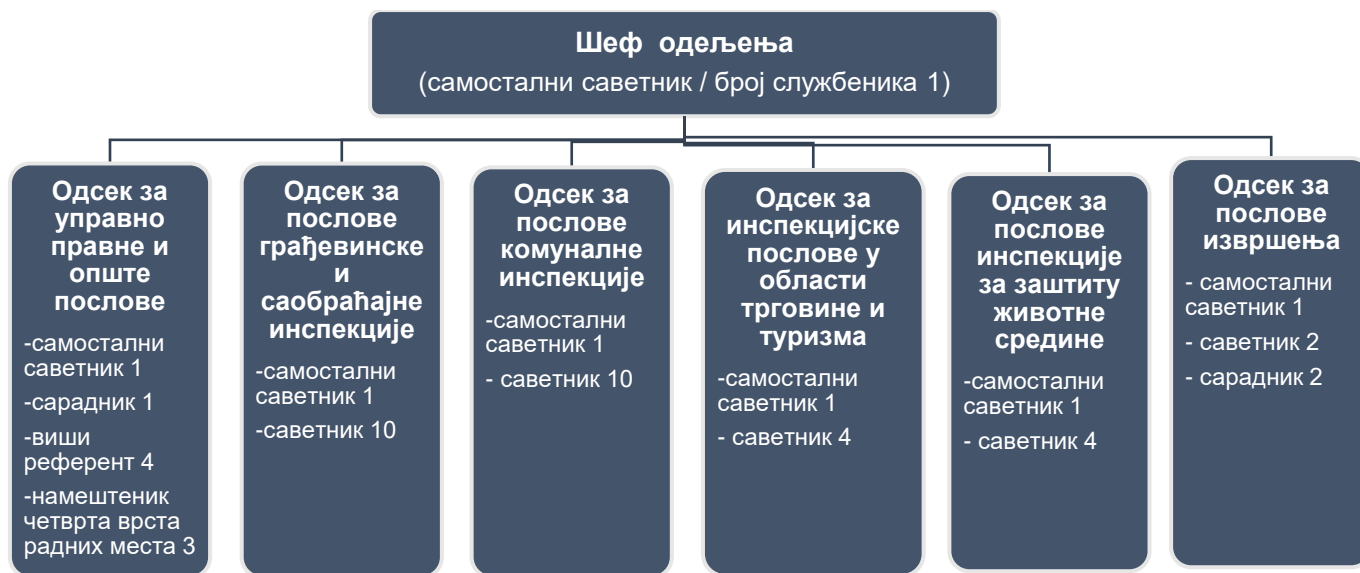 Шеф одељења
(самостални саветник / број службеника 1)
Одсек за
управно
правне и
опште
послове
-самостални
саветник 1
-сарадник 1
-виши
референт 4
-намештеник
четврта врста
радних места 3
Одсек за
послове
грађевинске
и
саобраћајне
инспекције
-самостални
саветник 1
-саветник 10
Одсек за
послове
комуналне
инспекције
-самостални
саветник 1
- саветник 10
Одсек за
инспекцијске
послове у
области
трговине и
туризма
-самостални
саветник 1
- саветник 4
Одсек за
послове
инспекције
за заштиту
животне
средине
-самостални
саветник 1
- саветник 4
Одсек за
послове
извршења
- самостални
саветник 1
- саветник 2
- сарадник 2